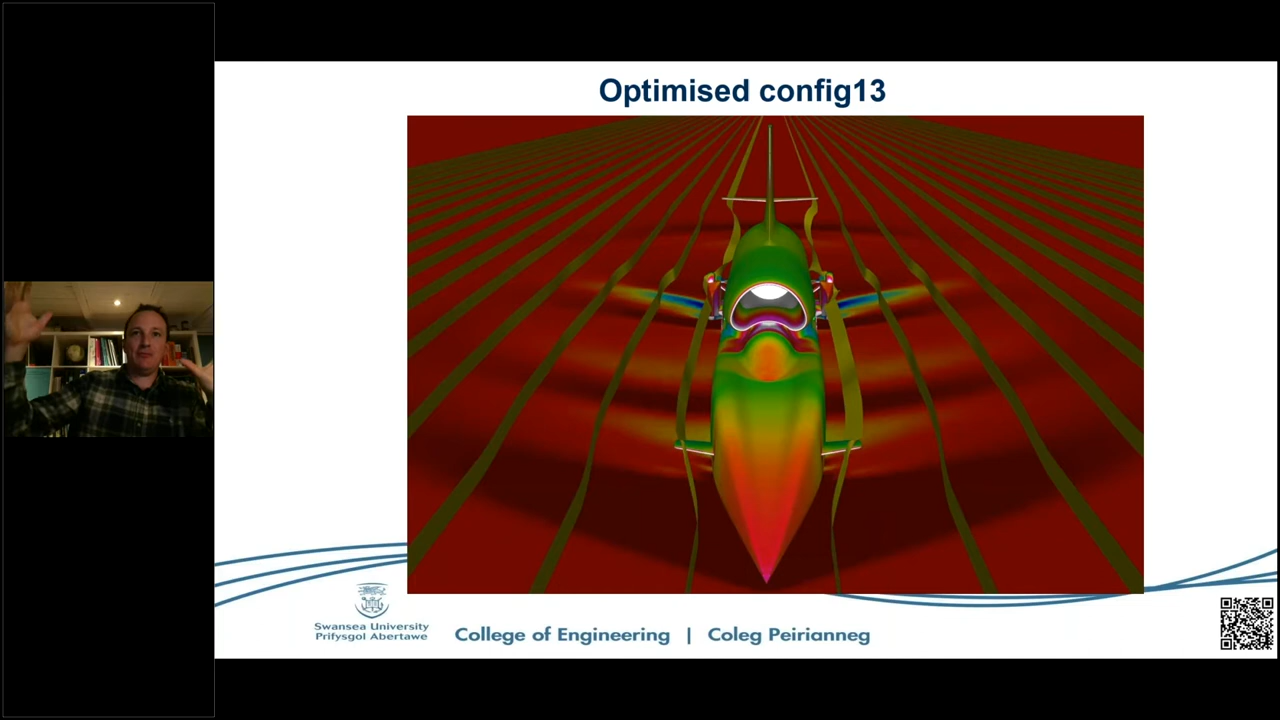 Optimised config13
Swansea University
Prifysgol Abertawe
College of Engineering | Coleg Peirianneg